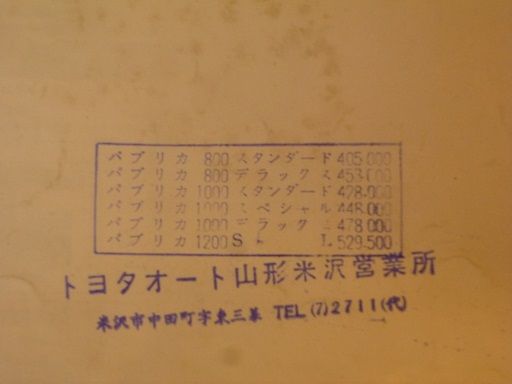 パブリカ 800 スタンダード 405.000
パブリカ 800 デラックス 453.000
パブリカ 1000 スタンダード 428.000
パブリカ 1000 スペシャル 448.000
パブリカ 1000 デラック 478.000
パブリカ 1200 S L 529.500
トヨタオート山形米沢営業所
米沢市中田町字東三 TEL (7) 2711 (代)